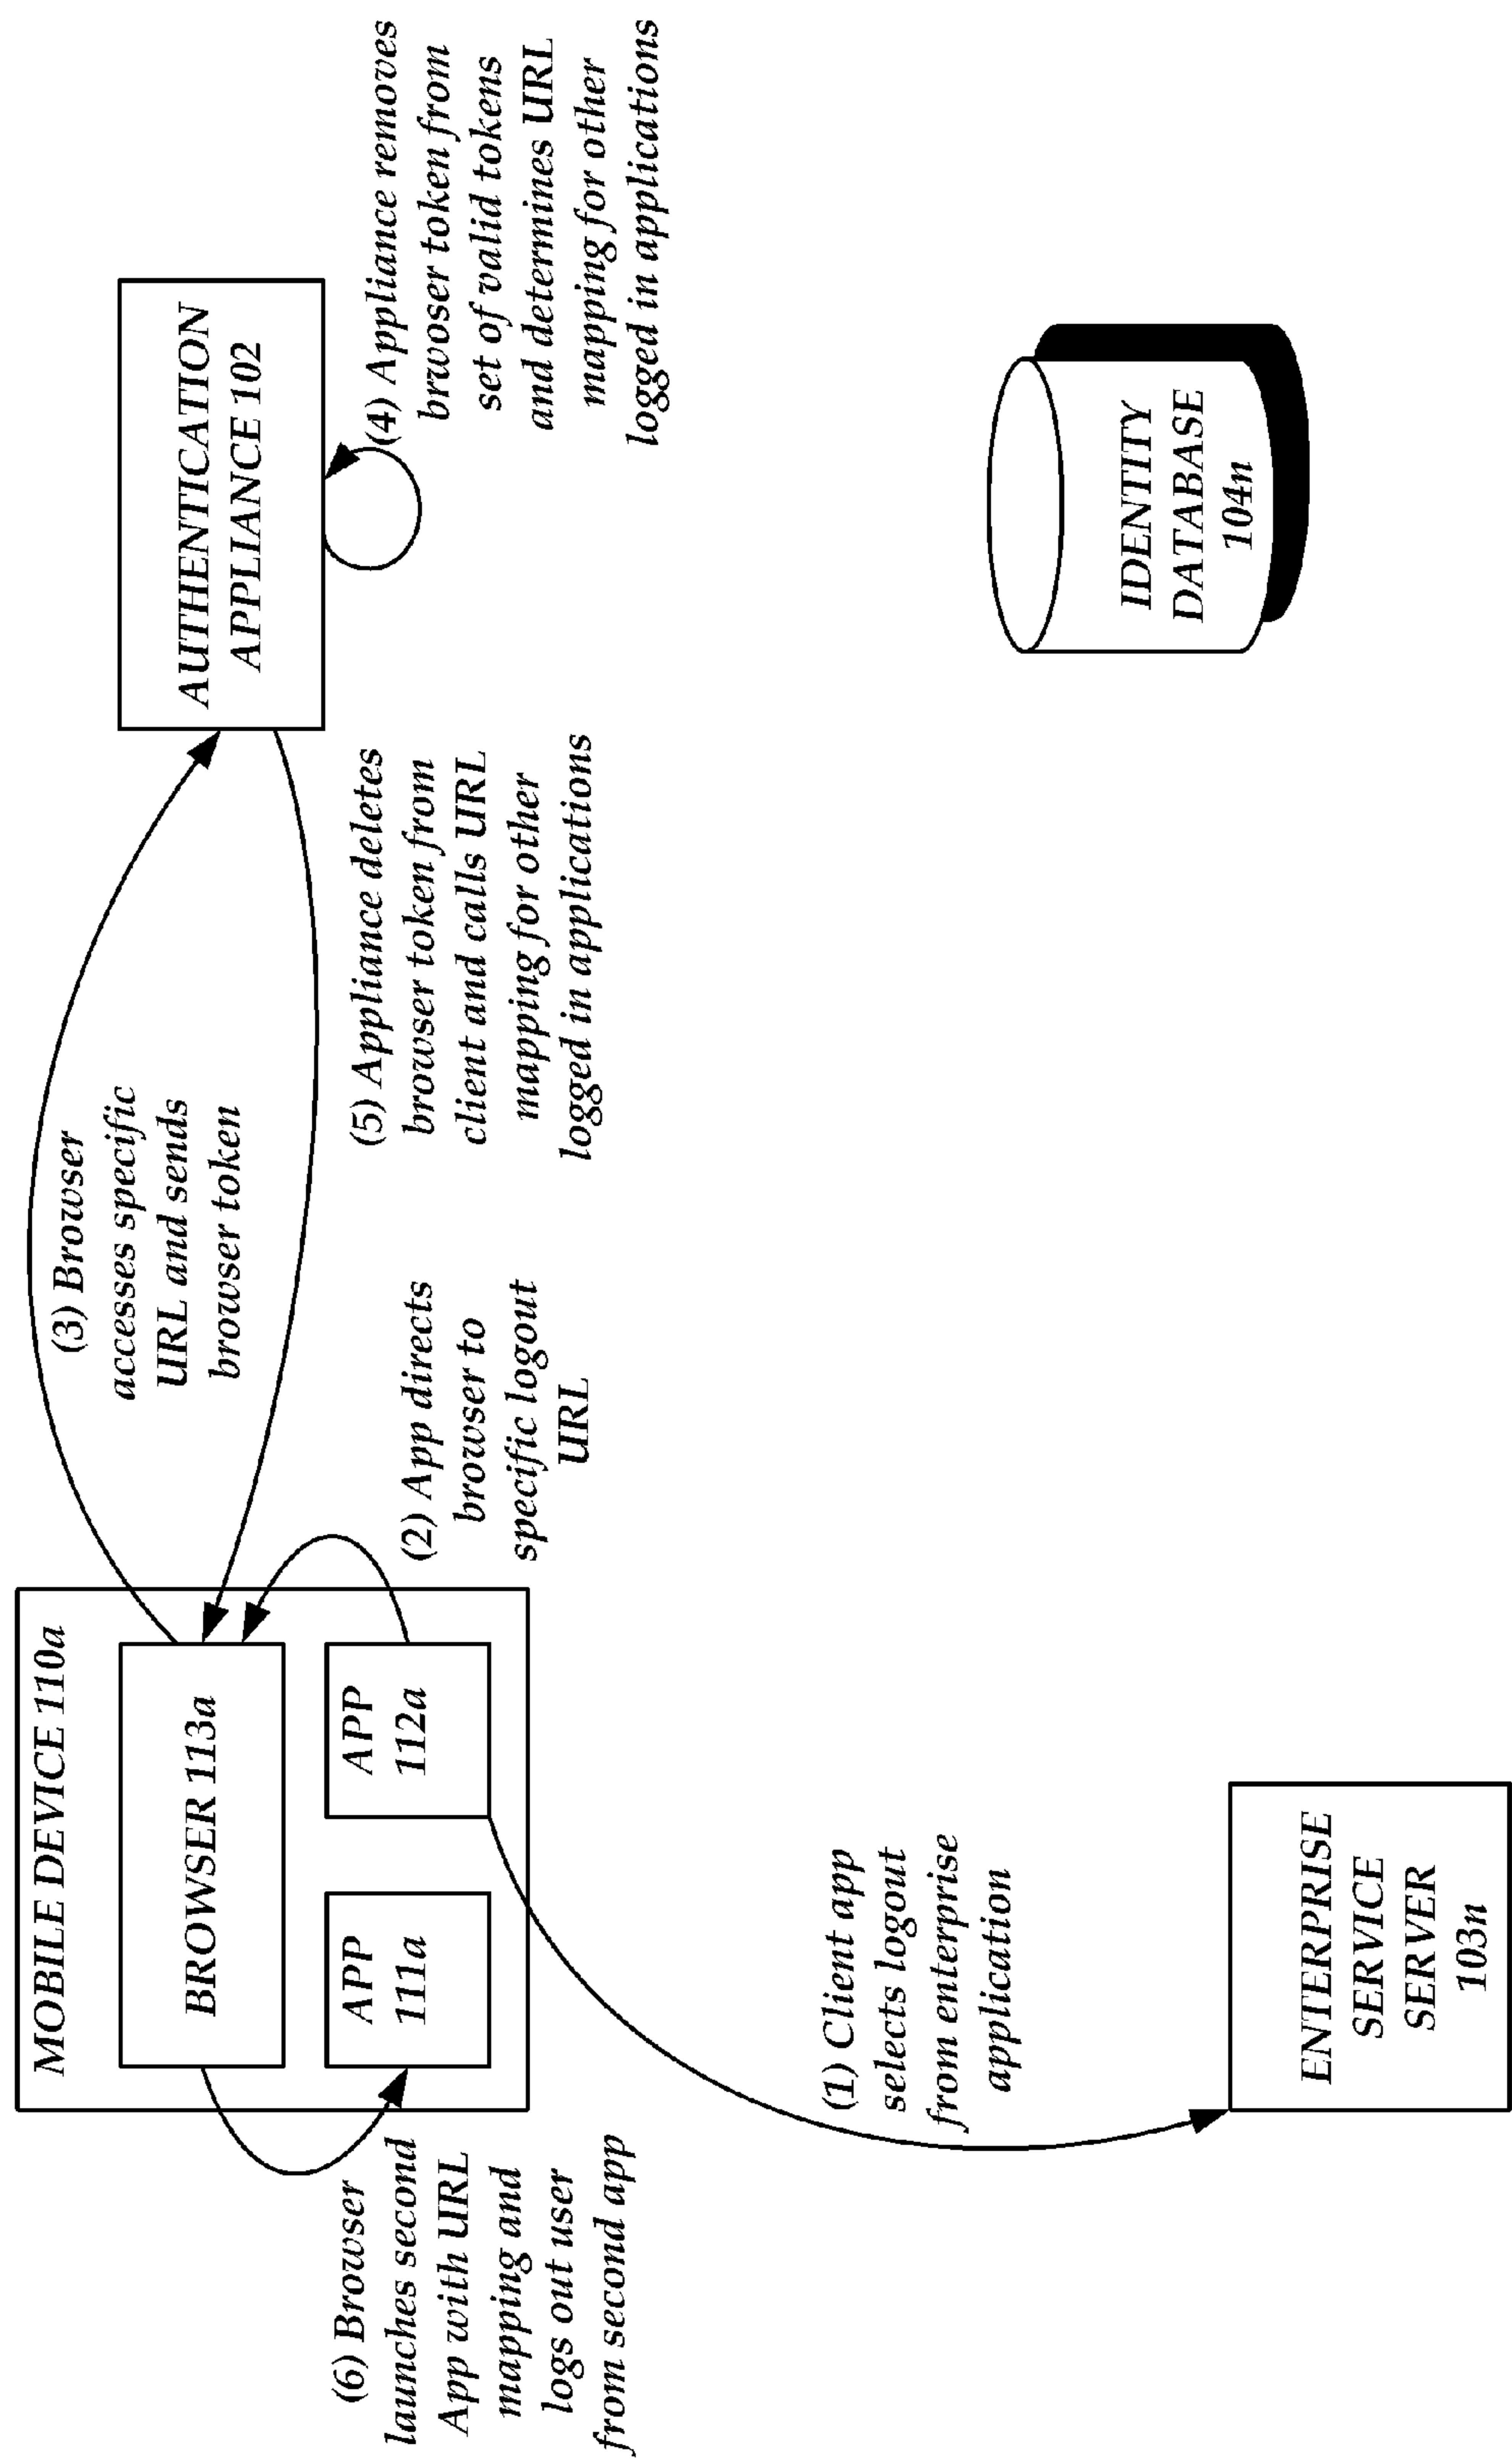 MOBILE DEVICE 110a
BROWSER 113a
APP
111a
APP
112a
AUTHENTICATION
APPLIANCE 102
IDENTITY
DATABASE
104n
ENTERPRISE
SERVICE
SERVER
103n
(1) Client app
selects logout
from enterprise
application
(2) App directs
browser to
specific logout
URL
(3) Browser
accesses specific
URL and sends
browser token
(4) Appliance removes
brwoser token from
set of valid tokens
and determines URL
mapping for other
logged in applications
(5) Appliance deletes
browser token from
client and calls URL
mapping for other
logged in applications
(6) Browser
launches second
App with URL
mapping and
logs out user
from second app